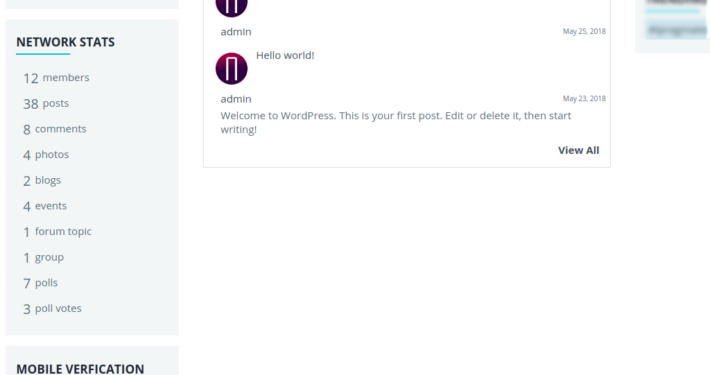 NETWORK STATS
12 members
38 posts
8 comments
4 photos
2 blogs
4 events
1 forum topic
1 group
7 polls
3 poll votes
MOBILE VERFICATION
admin May 25, 2018
Hello world!
admin May 23, 2018
Welcome to WordPress. This is your first post. Edit or delete it, then start
writing!
View All